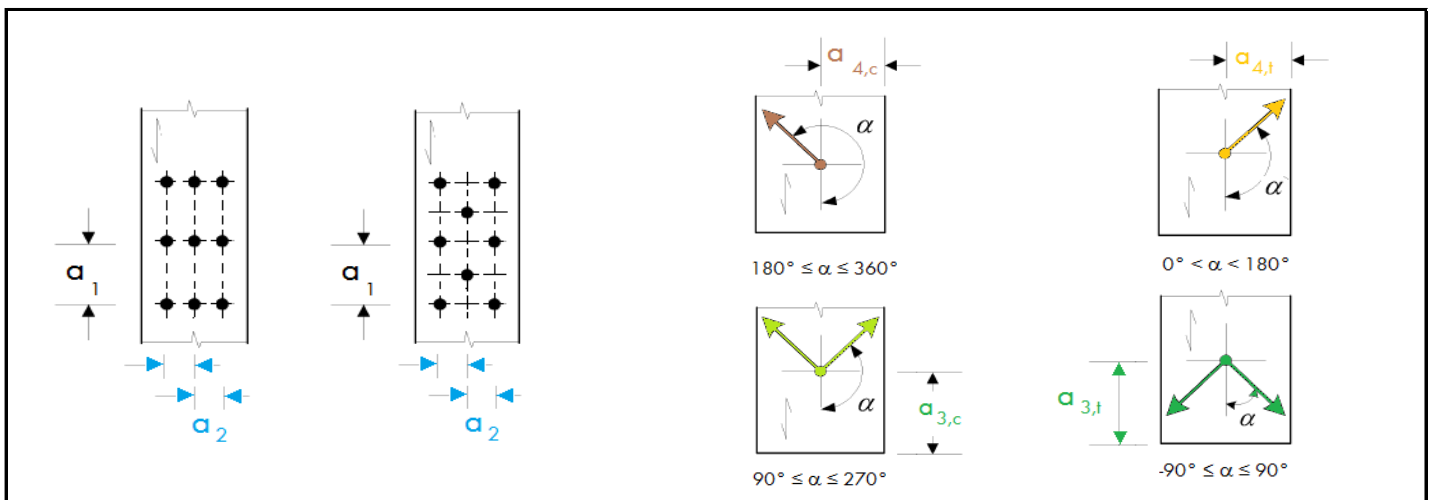 a 4,c
a 4,t
α
α
180° ≤ α ≤ 360°
0° < α < 180°
a 1
a 1
a 3,c
a 3,t
α
α
a 2
a 2
90° ≤ α ≤ 270°
-90° ≤ α ≤ 90°